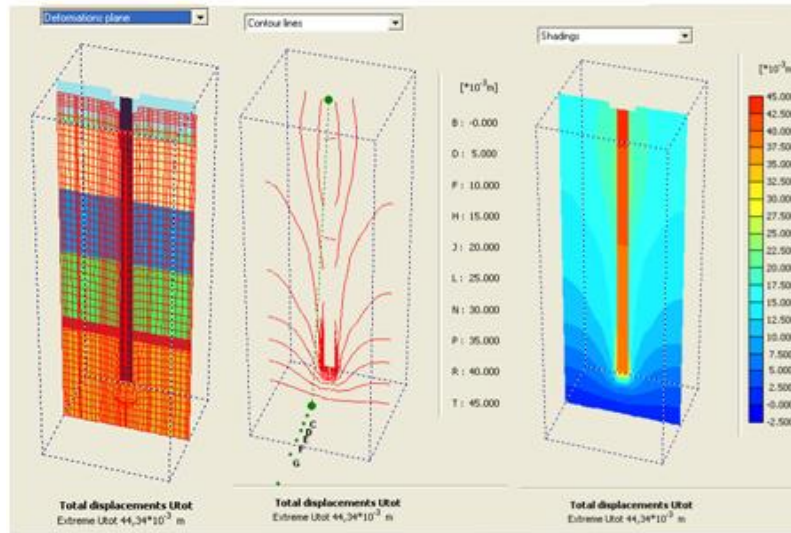 Deformations plane
Contour lines
Shadings
[*10⁻³m]
B : -0.000
D : 5.000
F : 10.000
H : 15.000
J : 20.000
L : 25.000
N : 30.000
P : 35.000
R : 40.000
T : 45.000
C
D
E
F
G
[*10⁻³m]
45.000
42.500
40.000
37.500
35.000
32.500
30.000
27.500
25.000
22.500
20.000
17.500
15.000
12.500
10.000
7.500
5.000
2.500
-0.000
-2.500
Total displacements Utot
Extreme Utot 44,34*10⁻³ m
Total displacements Utot
Extreme Utot 44,34*10⁻³ m
Total displacements Utot
Extreme Utot 44,34*10⁻³ m